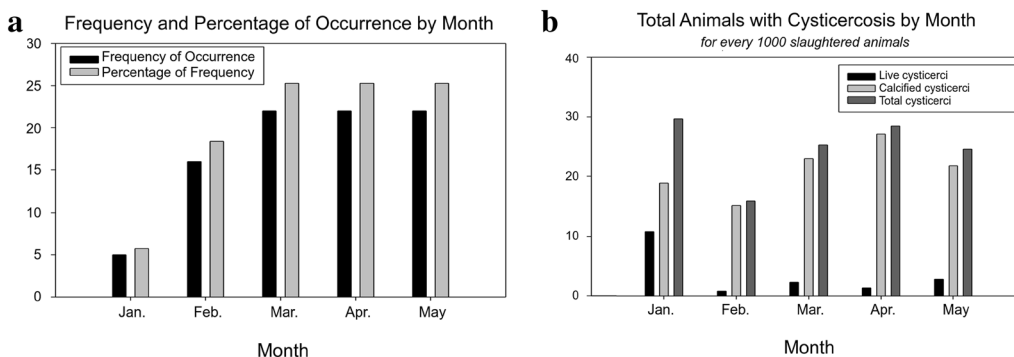 a
Frequency and Percentage of Occurrence by Month
30
25
20
15
10
5
0
Frequency of Occurrence
Percentage of Frequency
Jan. Feb. Mar. Apr. May
Month
b
Total Animals with Cysticercosis by Month
for every 1000 slaughtered animals
40
30
20
10
0
Live cysticerci
Calcified cysticerci
Total cysticerci
Jan. Feb. Mar. Apr. May
Month